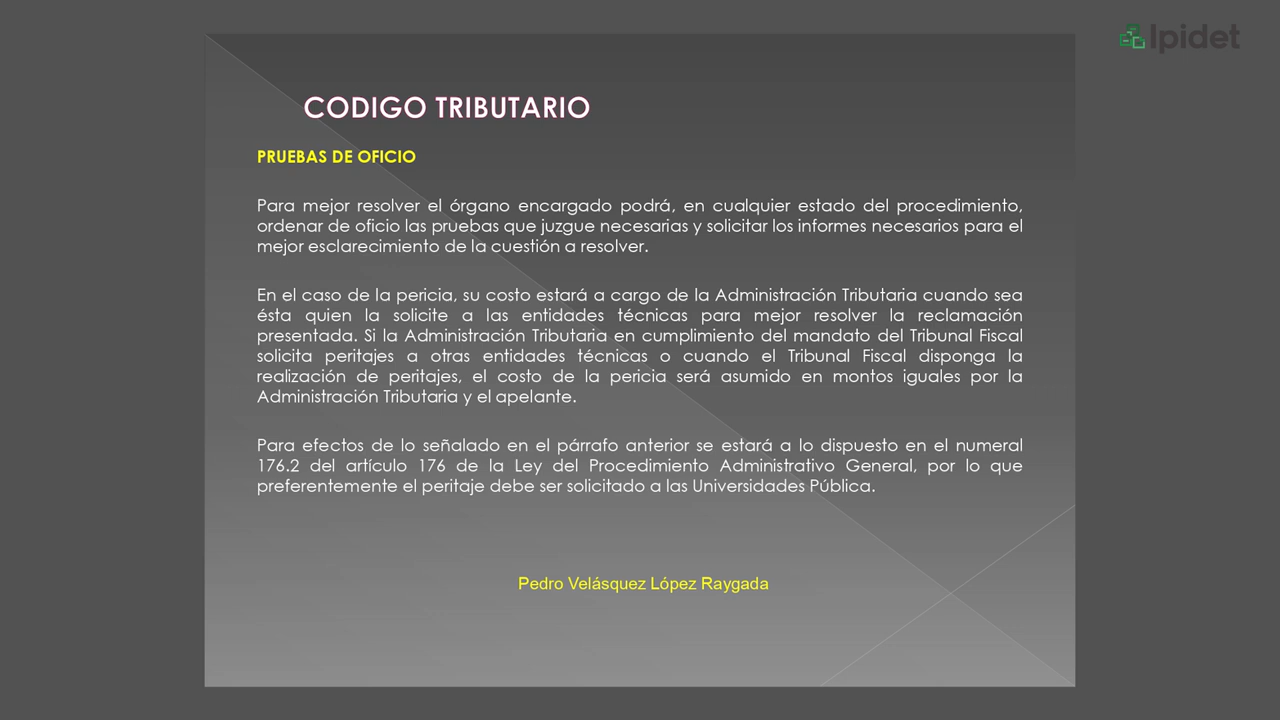 Ipidet
CODIGO TRIBUTARIO
PRUEBAS DE OFICIO
Para mejor resolver el órgano encargado podrá, en cualquier estado del procedimiento,
ordenar de oficio las pruebas que juzgue necesarias y solicitar los informes necesarios para el
mejor esclarecimiento de la cuestión a resolver.
En el caso de la pericia, su costo estará a cargo de la Administración Tributaria cuando sea
ésta quien la solicite a las entidades técnicas para mejor resolver la reclamación
presentada. Si la Administración Tributaria en cumplimiento del mandato del Tribunal Fiscal
solicita peritajes a otras entidades técnicas o cuando el Tribunal Fiscal disponga la
realización de peritajes, el costo de la pericia será asumido en montos iguales por la
Administración Tributaria y el apelante.
Para efectos de lo señalado en el párrafo anterior se estará a lo dispuesto en el numeral
176.2 del artículo 176 de la Ley del Procedimiento Administrativo General, por lo que
preferentemente el peritaje debe ser solicitado a las Universidades Pública.
Pedro Velásquez López Raygada